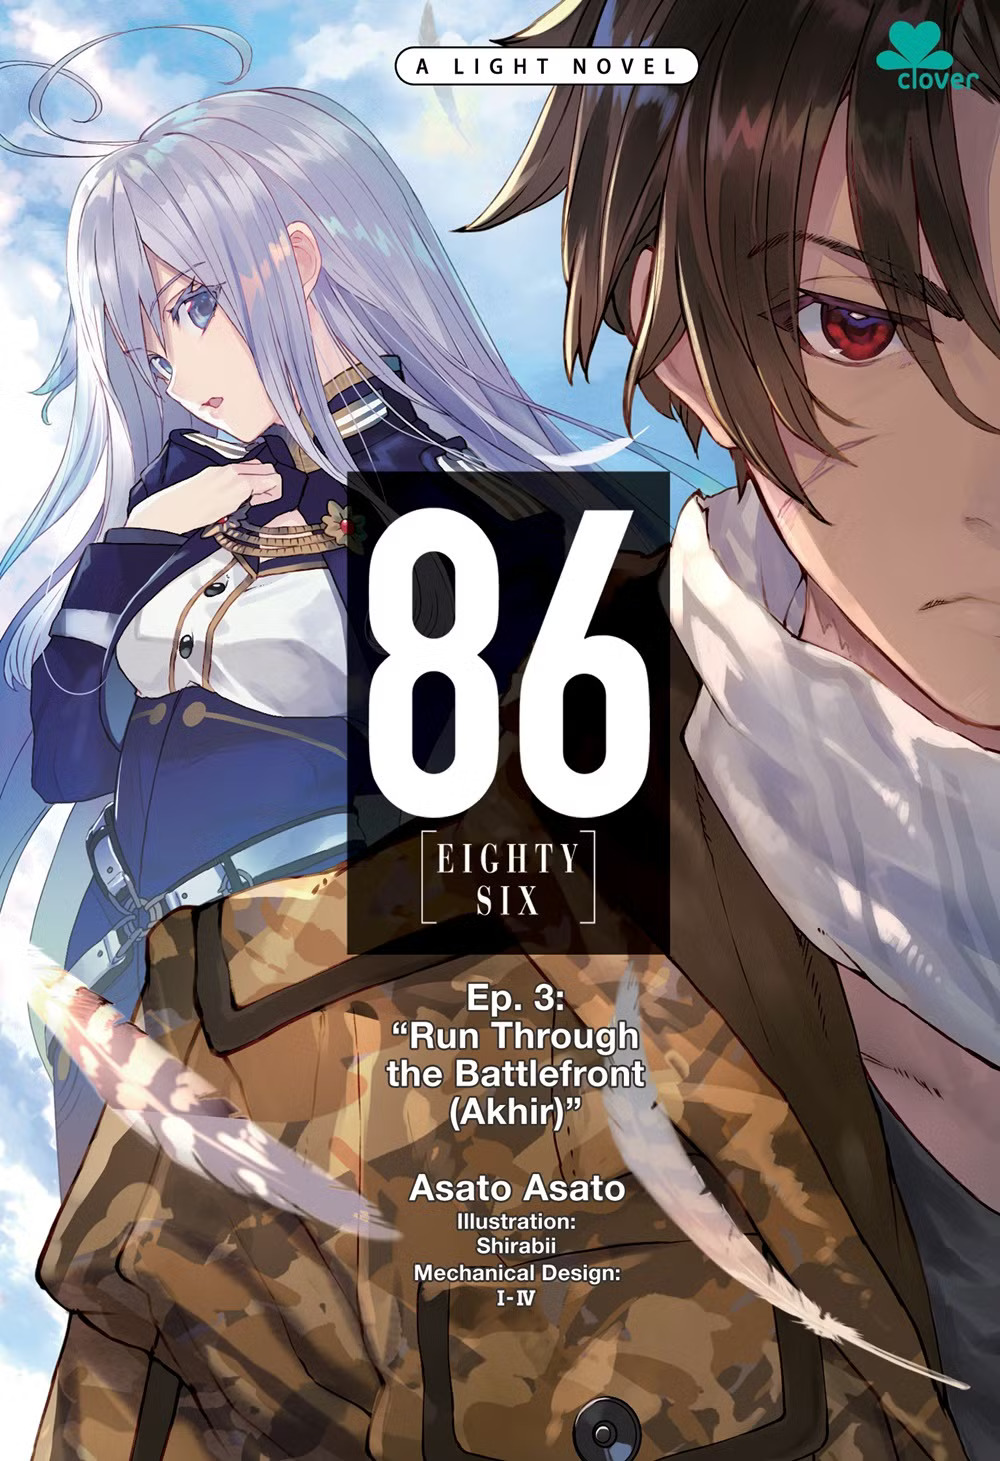 A LIGHT NOVEL
clover
86
EIGHTY
SIX
Ep. 3:
“Run Through
the Battlefront
(Akhir)”
Asato Asato
Illustration:
Shirabii
Mechanical Design:
I-IV